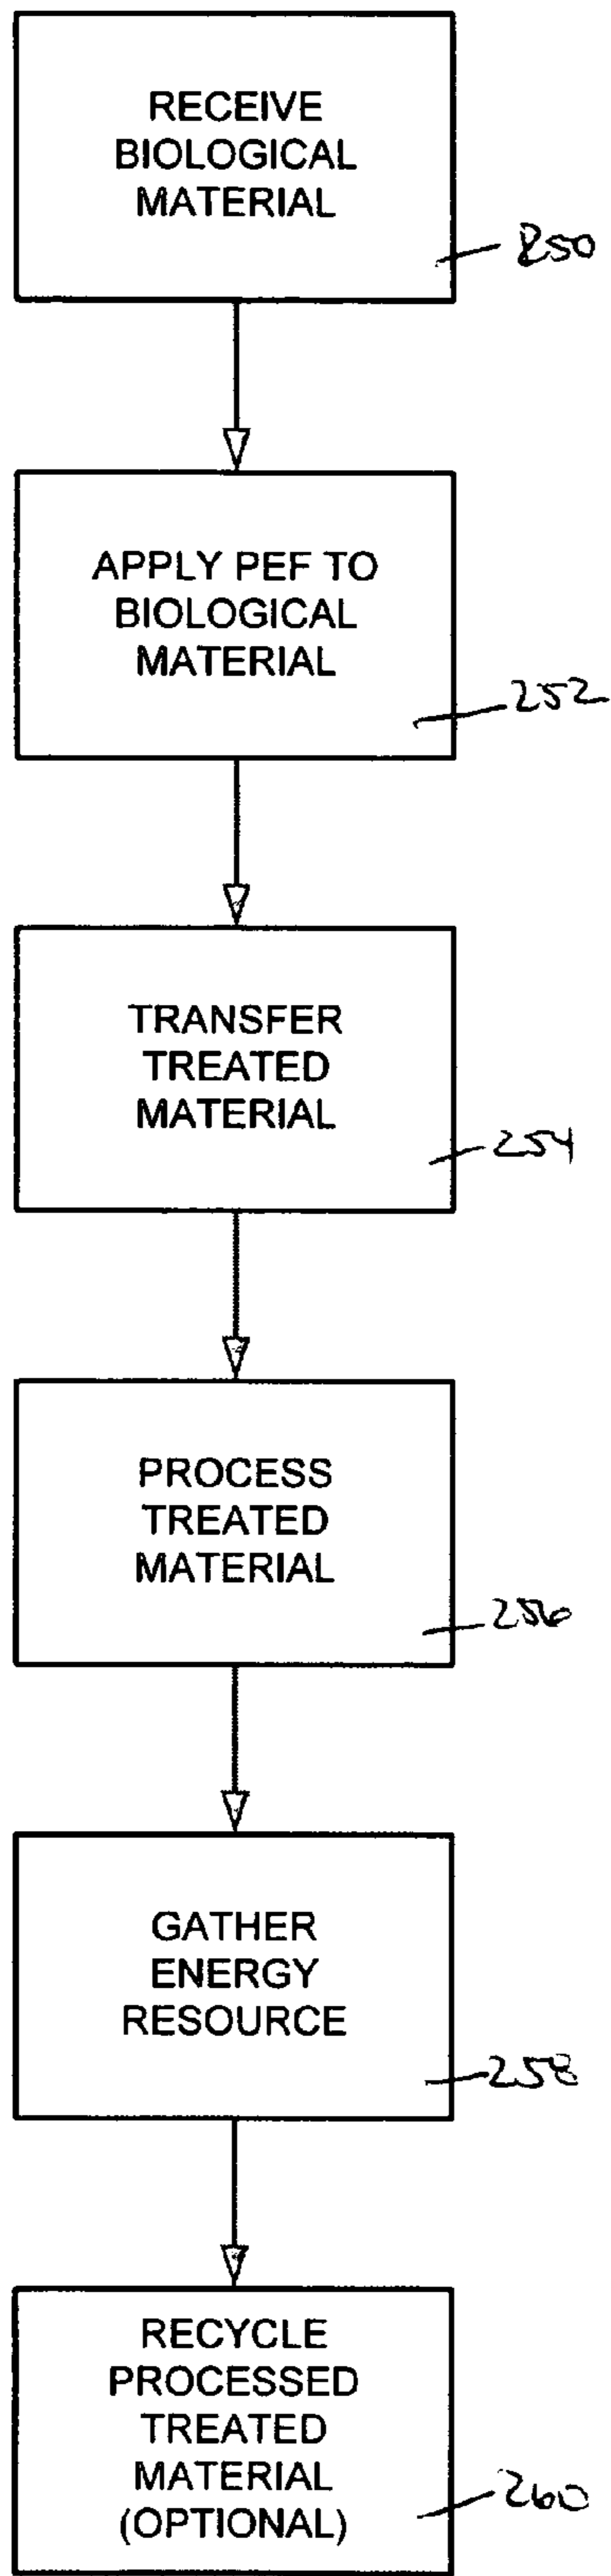 RECEIVE
BIOLOGICAL
MATERIAL
250
APPLY PEF TO
BIOLOGICAL
MATERIAL
252
TRANSFER
TREATED
MATERIAL
254
PROCESS
TREATED
MATERIAL
256
GATHER
ENERGY
RESOURCE
258
RECYCLE
PROCESSED
TREATED
MATERIAL
(OPTIONAL)
260